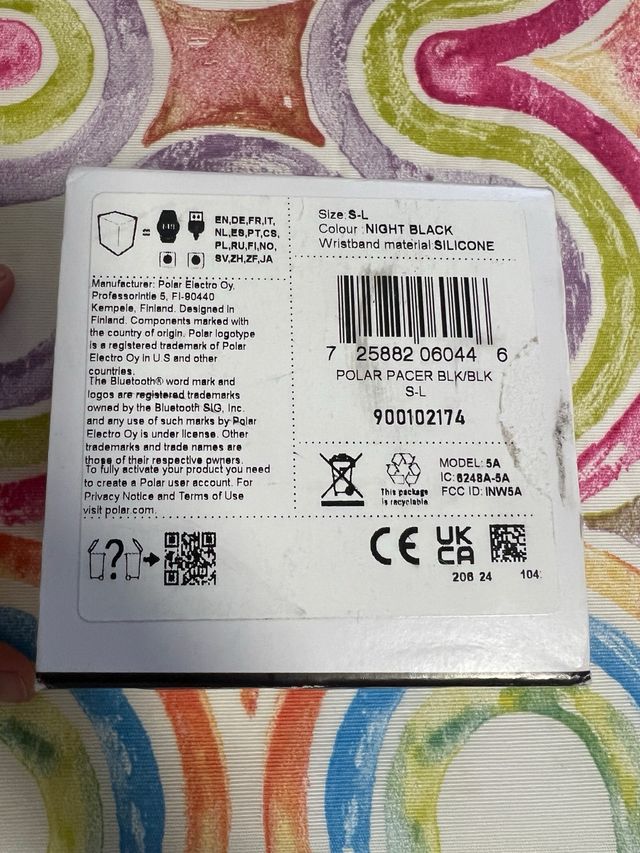 EN,DE,FR,IT,
NL,ES,PT,CS,
PL,RU,FI,NO,
SV,ZH,ZF,JA
Size:S-L
Colour :NIGHT BLACK
Wristband material:SILICONE
Manufacturer: Polar Electro Oy,
Professorintie 5, FI-90440
Kempele, Finland. Designed in
Finland. Components marked with
the country of origin. Polar logotype
is a registered trademark of Polar
Electro Oy in U.S and other
countries.
The Bluetooth® word mark and
logos are registered trademarks
owned by the Bluetooth SIG, Inc.
and any use of such marks by Polar
Electro Oy is under license. Other
trademarks and trade names are
those of their respective owners.
To fully activate your product you need
to create a Polar user account. For
Privacy Notice and Terms of Use
visit polar.com.
7 25882 06044 6
POLAR PACER BLK/BLK
S-L
900102174
This package
is recyclable
MODEL: 5A
IC: 6248A-5A
FCC ID: INW5A
?
CE
UK
CA
206 24
104